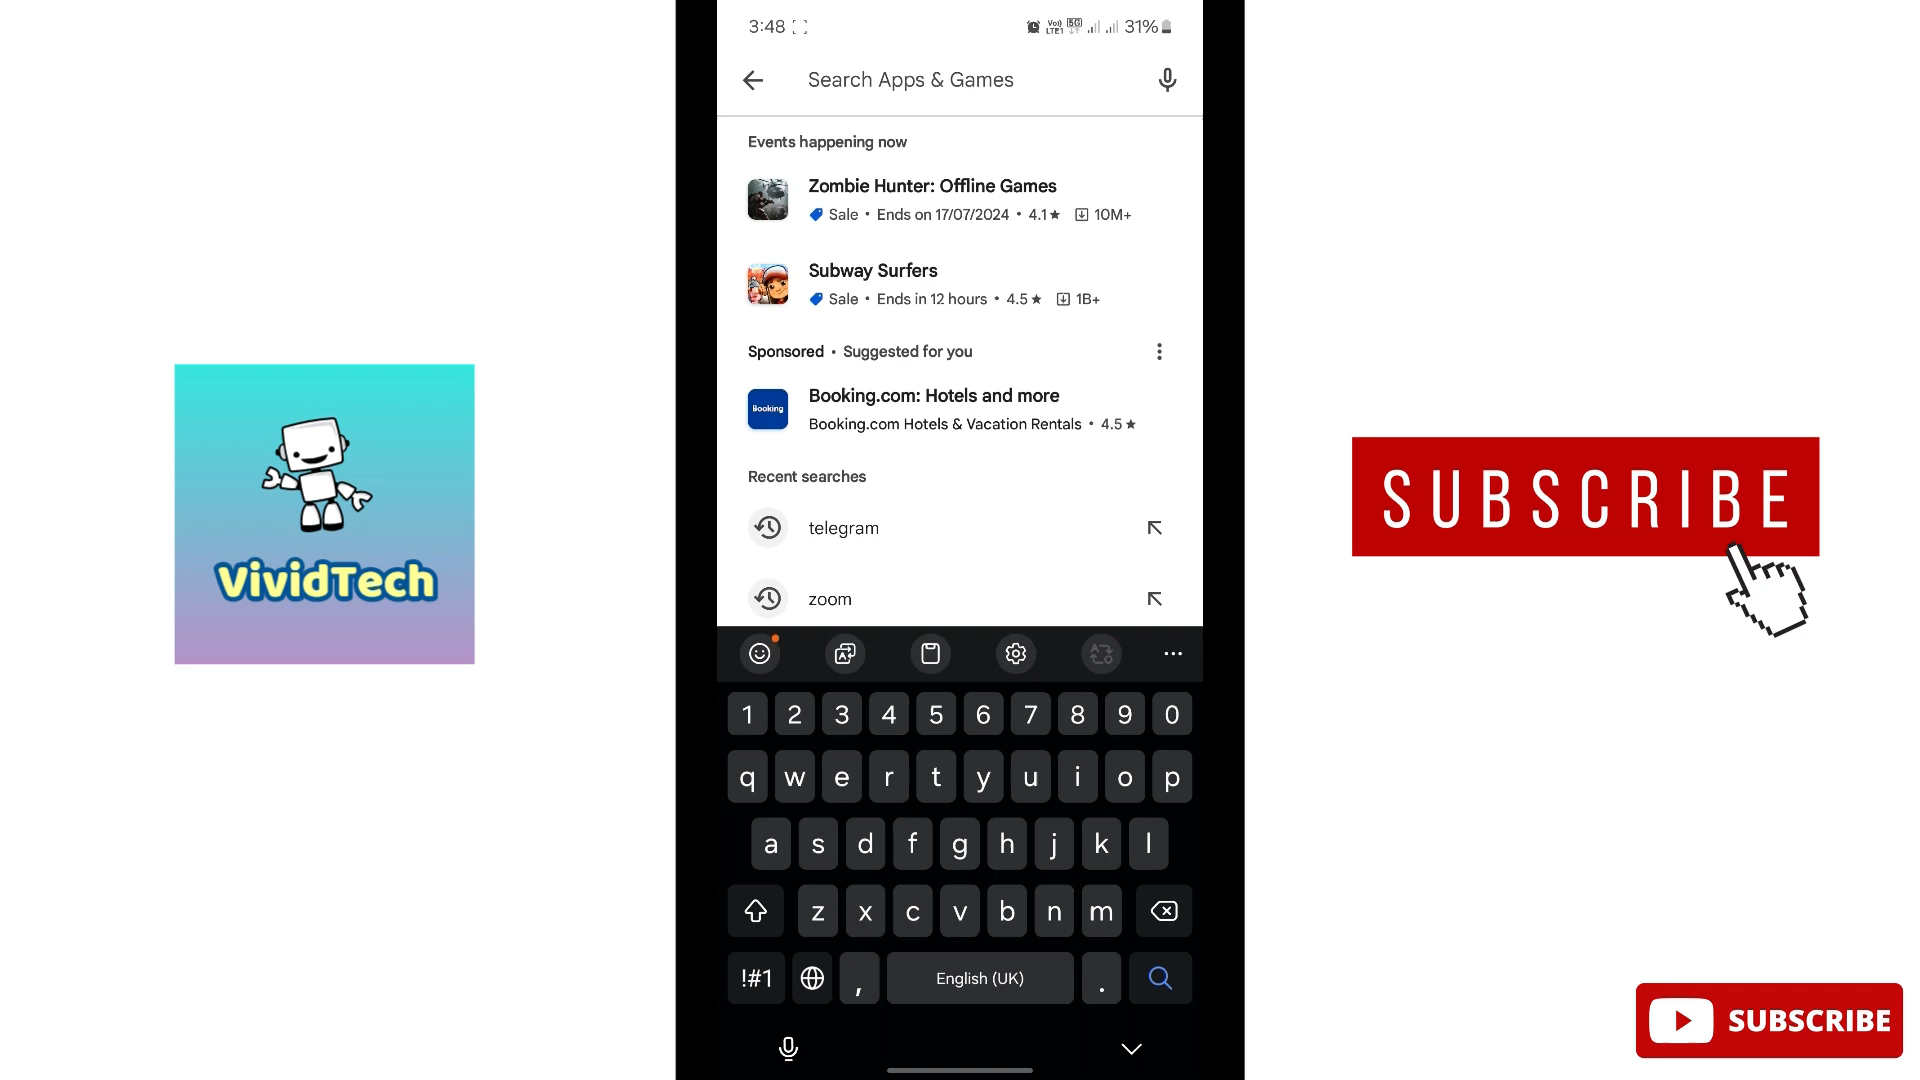 3:48 31%
Search Apps & Games
Events happening now
Zombie Hunter: Offline Games
Sale • Ends on 17/07/2024 • 4.1★ 10M+
Subway Surfers
Sale • Ends in 12 hours • 4.5★ 1B+
Sponsored • Suggested for you
Booking
Booking.com: Hotels and more
Booking.com Hotels & Vacation Rentals • 4.5★
Recent searches
telegram
zoom
1 2 3 4 5 6 7 8 9 0
q w e r t y u i o p
a s d f g h j k l
z x c v b n m
!#1 , English (UK) .
VividTech
SUBSCRIBE
SUBSCRIBE